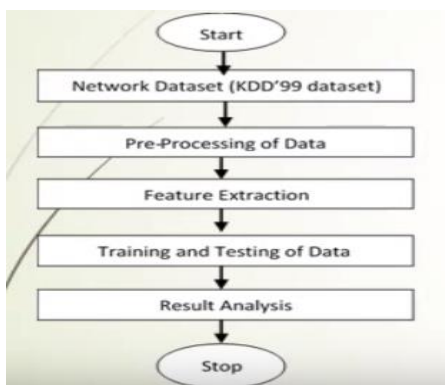 Start
Network Dataset (KDD'99 dataset)
Pre-Processing of Data
Feature Extraction
Training and Testing of Data
Result Analysis
Stop